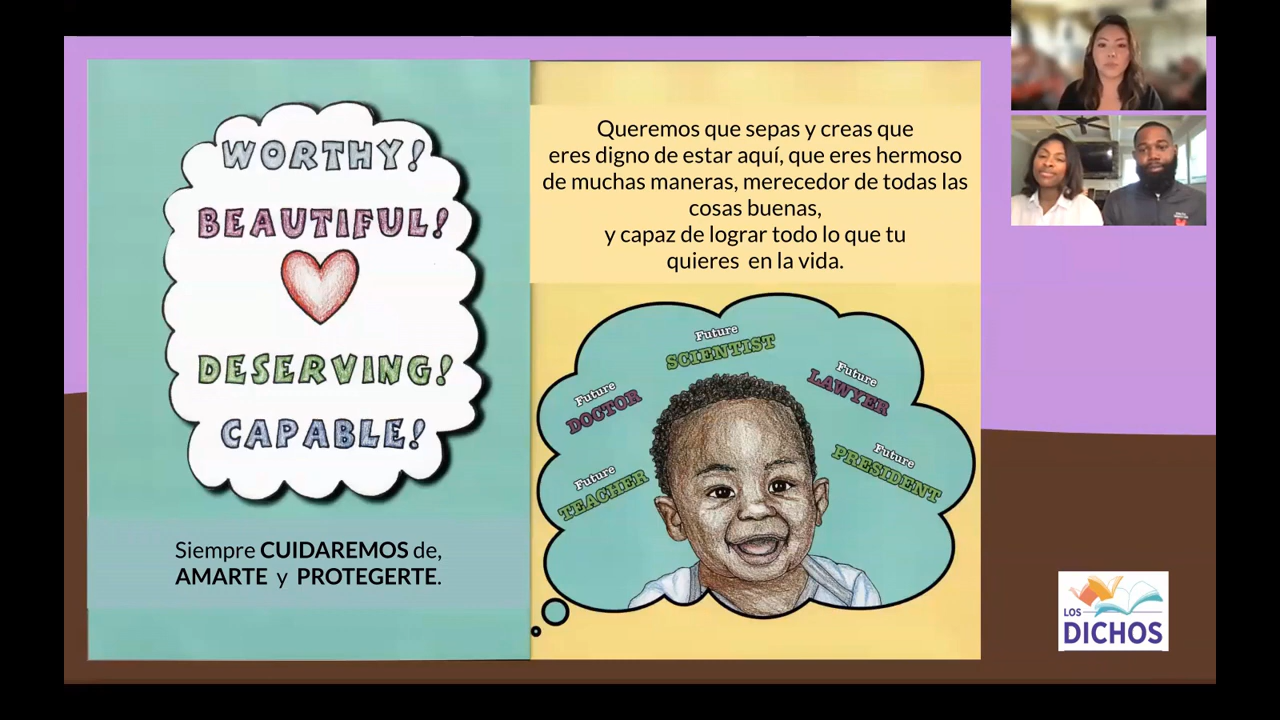 WORTHY!
BEAUTIFUL!
DESERVING!
CAPABLE!
Siempre CUIDAREMOS de,
AMARTE y PROTEGERTE.
Queremos que sepas y creas que
eres digno de estar aquí, que eres hermoso
de muchas maneras, merecedor de todas las
cosas buenas,
y capaz de lograr todo lo que tu
quieres en la vida.
Future
SCIENTIST
Future
DOCTOR
Future
LAWYER
Future
TEACHER
Future
PRESIDENT
LOS
DICHOS